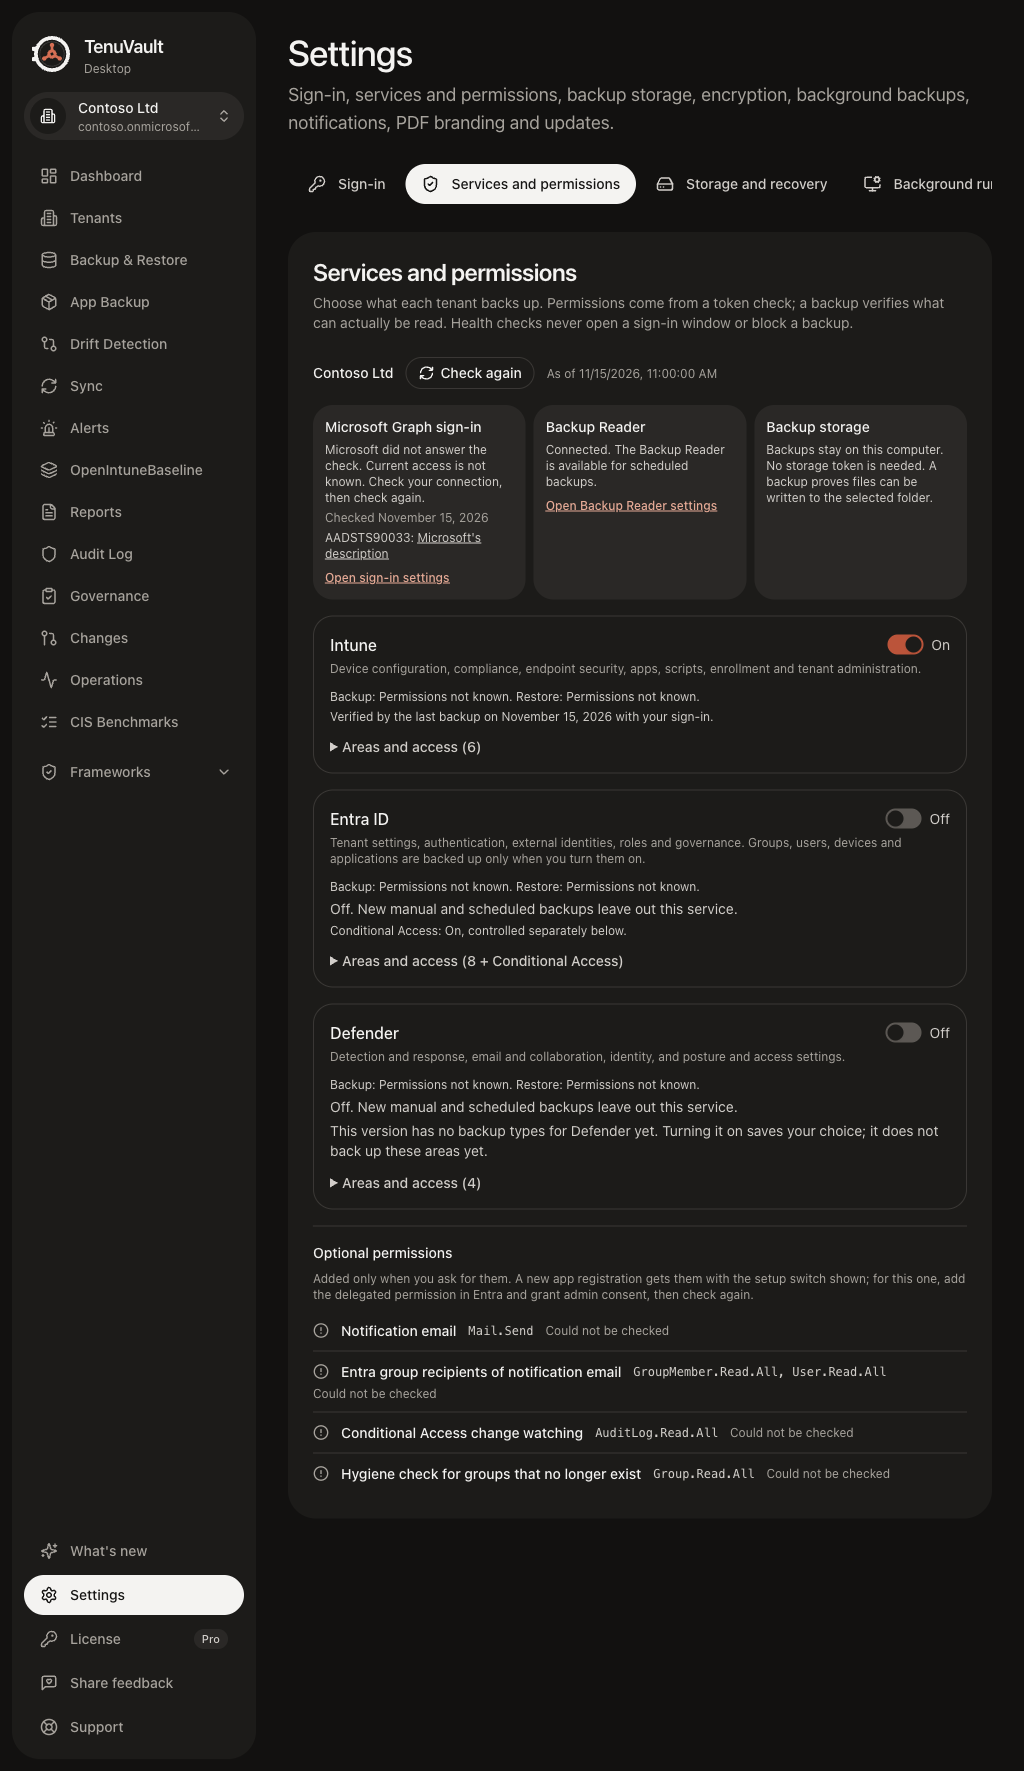 TenuVault
Desktop
Contoso Ltd
contoso.onmicrosof...
Dashboard
Tenants
Backup & Restore
App Backup
Drift Detection
Sync
Alerts
OpenIntuneBaseline
Reports
Audit Log
Governance
Changes
Operations
CIS Benchmarks
Frameworks
What's new
Settings
License
Pro
Share feedback
Support
Settings
Sign-in, services and permissions, backup storage, encryption, background backups,
notifications, PDF branding and updates.
Sign-in
Services and permissions
Storage and recovery
Background ru
Services and permissions
Choose what each tenant backs up. Permissions come from a token check; a backup verifies what
can actually be read. Health checks never open a sign-in window or block a backup.
Contoso Ltd
Check again
As of 11/15/2026, 11:00:00 AM
Microsoft Graph sign-in
Microsoft did not answer the
check. Current access is not
known. Check your connection,
then check again.
Checked November 15, 2026
AADSTS90033: Microsoft's
description
Open sign-in settings
Backup Reader
Connected. The Backup Reader
is available for scheduled
backups.
Open Backup Reader settings
Backup storage
Backups stay on this computer.
No storage token is needed. A
backup proves files can be
written to the selected folder.
Intune
On
Device configuration, compliance, endpoint security, apps, scripts, enrollment and tenant administration.
Backup: Permissions not known. Restore: Permissions not known.
Verified by the last backup on November 15, 2026 with your sign-in.
Areas and access (6)
Entra ID
Off
Tenant settings, authentication, external identities, roles and governance. Groups, users, devices and
applications are backed up only when you turn them on.
Backup: Permissions not known. Restore: Permissions not known.
Off. New manual and scheduled backups leave out this service.
Conditional Access: On, controlled separately below.
Areas and access (8 + Conditional Access)
Defender
Off
Detection and response, email and collaboration, identity, and posture and access settings.
Backup: Permissions not known. Restore: Permissions not known.
Off. New manual and scheduled backups leave out this service.
This version has no backup types for Defender yet. Turning it on saves your choice; it does not
back up these areas yet.
Areas and access (4)
Optional permissions
Added only when you ask for them. A new app registration gets them with the setup switch shown; for this one, add
the delegated permission in Entra and grant admin consent, then check again.
Notification email Mail.Send Could not be checked
Entra group recipients of notification email GroupMember.Read.All, User.Read.All
Could not be checked
Conditional Access change watching AuditLog.Read.All Could not be checked
Hygiene check for groups that no longer exist Group.Read.All Could not be checked